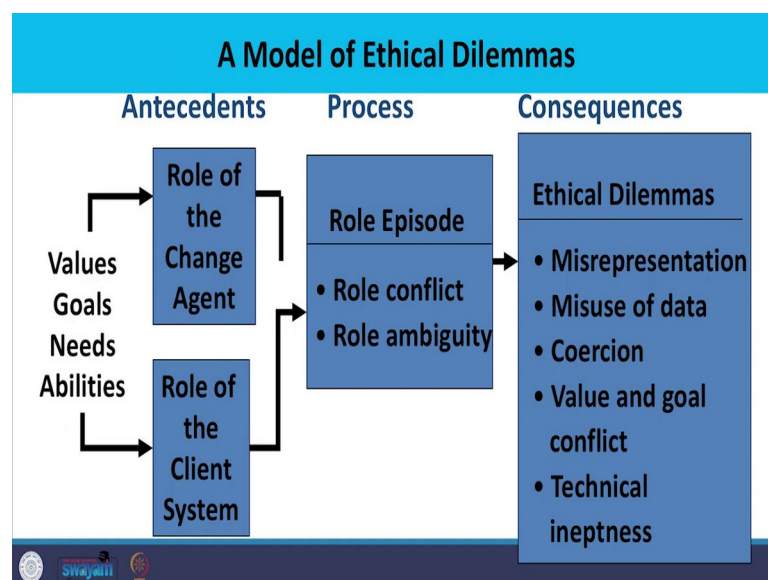 A Model of Ethical Dilemmas
Antecedents
Process
Consequences
Values
Goals
Needs
Abilities
Role of
the
Change
Agent
Role of
the
Client
System
Role Episode
• Role conflict
• Role ambiguity
Ethical Dilemmas
• Misrepresentation
• Misuse of data
• Coercion
• Value and goal
conflict
• Technical
ineptness
swayam